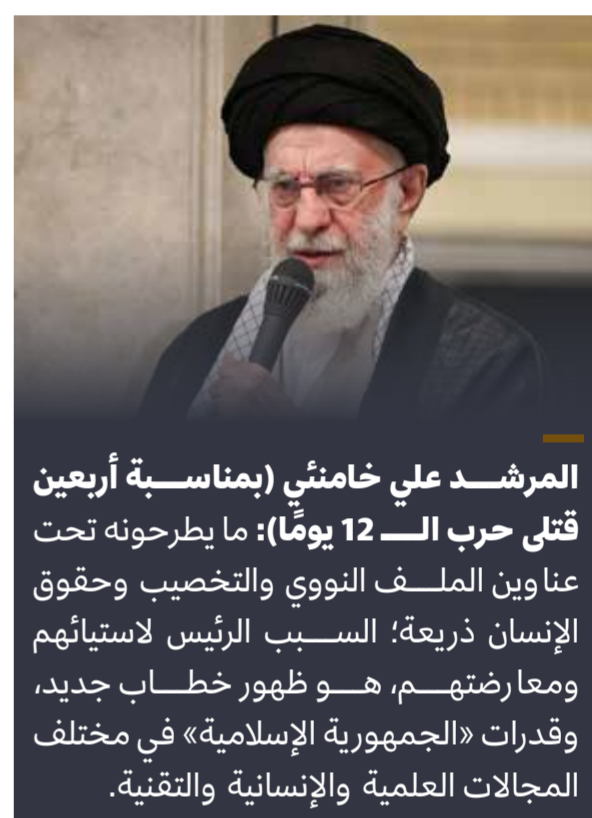 المرشد علي خامنئي (بمناسبة أربعين
قتلى حرب الـ 12 يومًا): ما يطرحونه تحت
عناوين الملف النووي والتخصيب وحقوق
الإنسان ذريعة؛ السبب الرئيس لاستيائهم
ومعارضتهم، هو ظهور خطاب جديد،
وقدرات «الجمهورية الإسلامية» في مختلف
المجالات العلمية والإنسانية والتقنية.